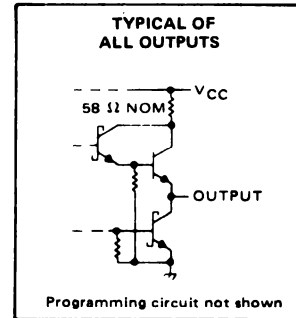 TYPICAL OF
ALL OUTPUTS
VCC
58 Ω NOM
OUTPUT
Programming circuit not shown